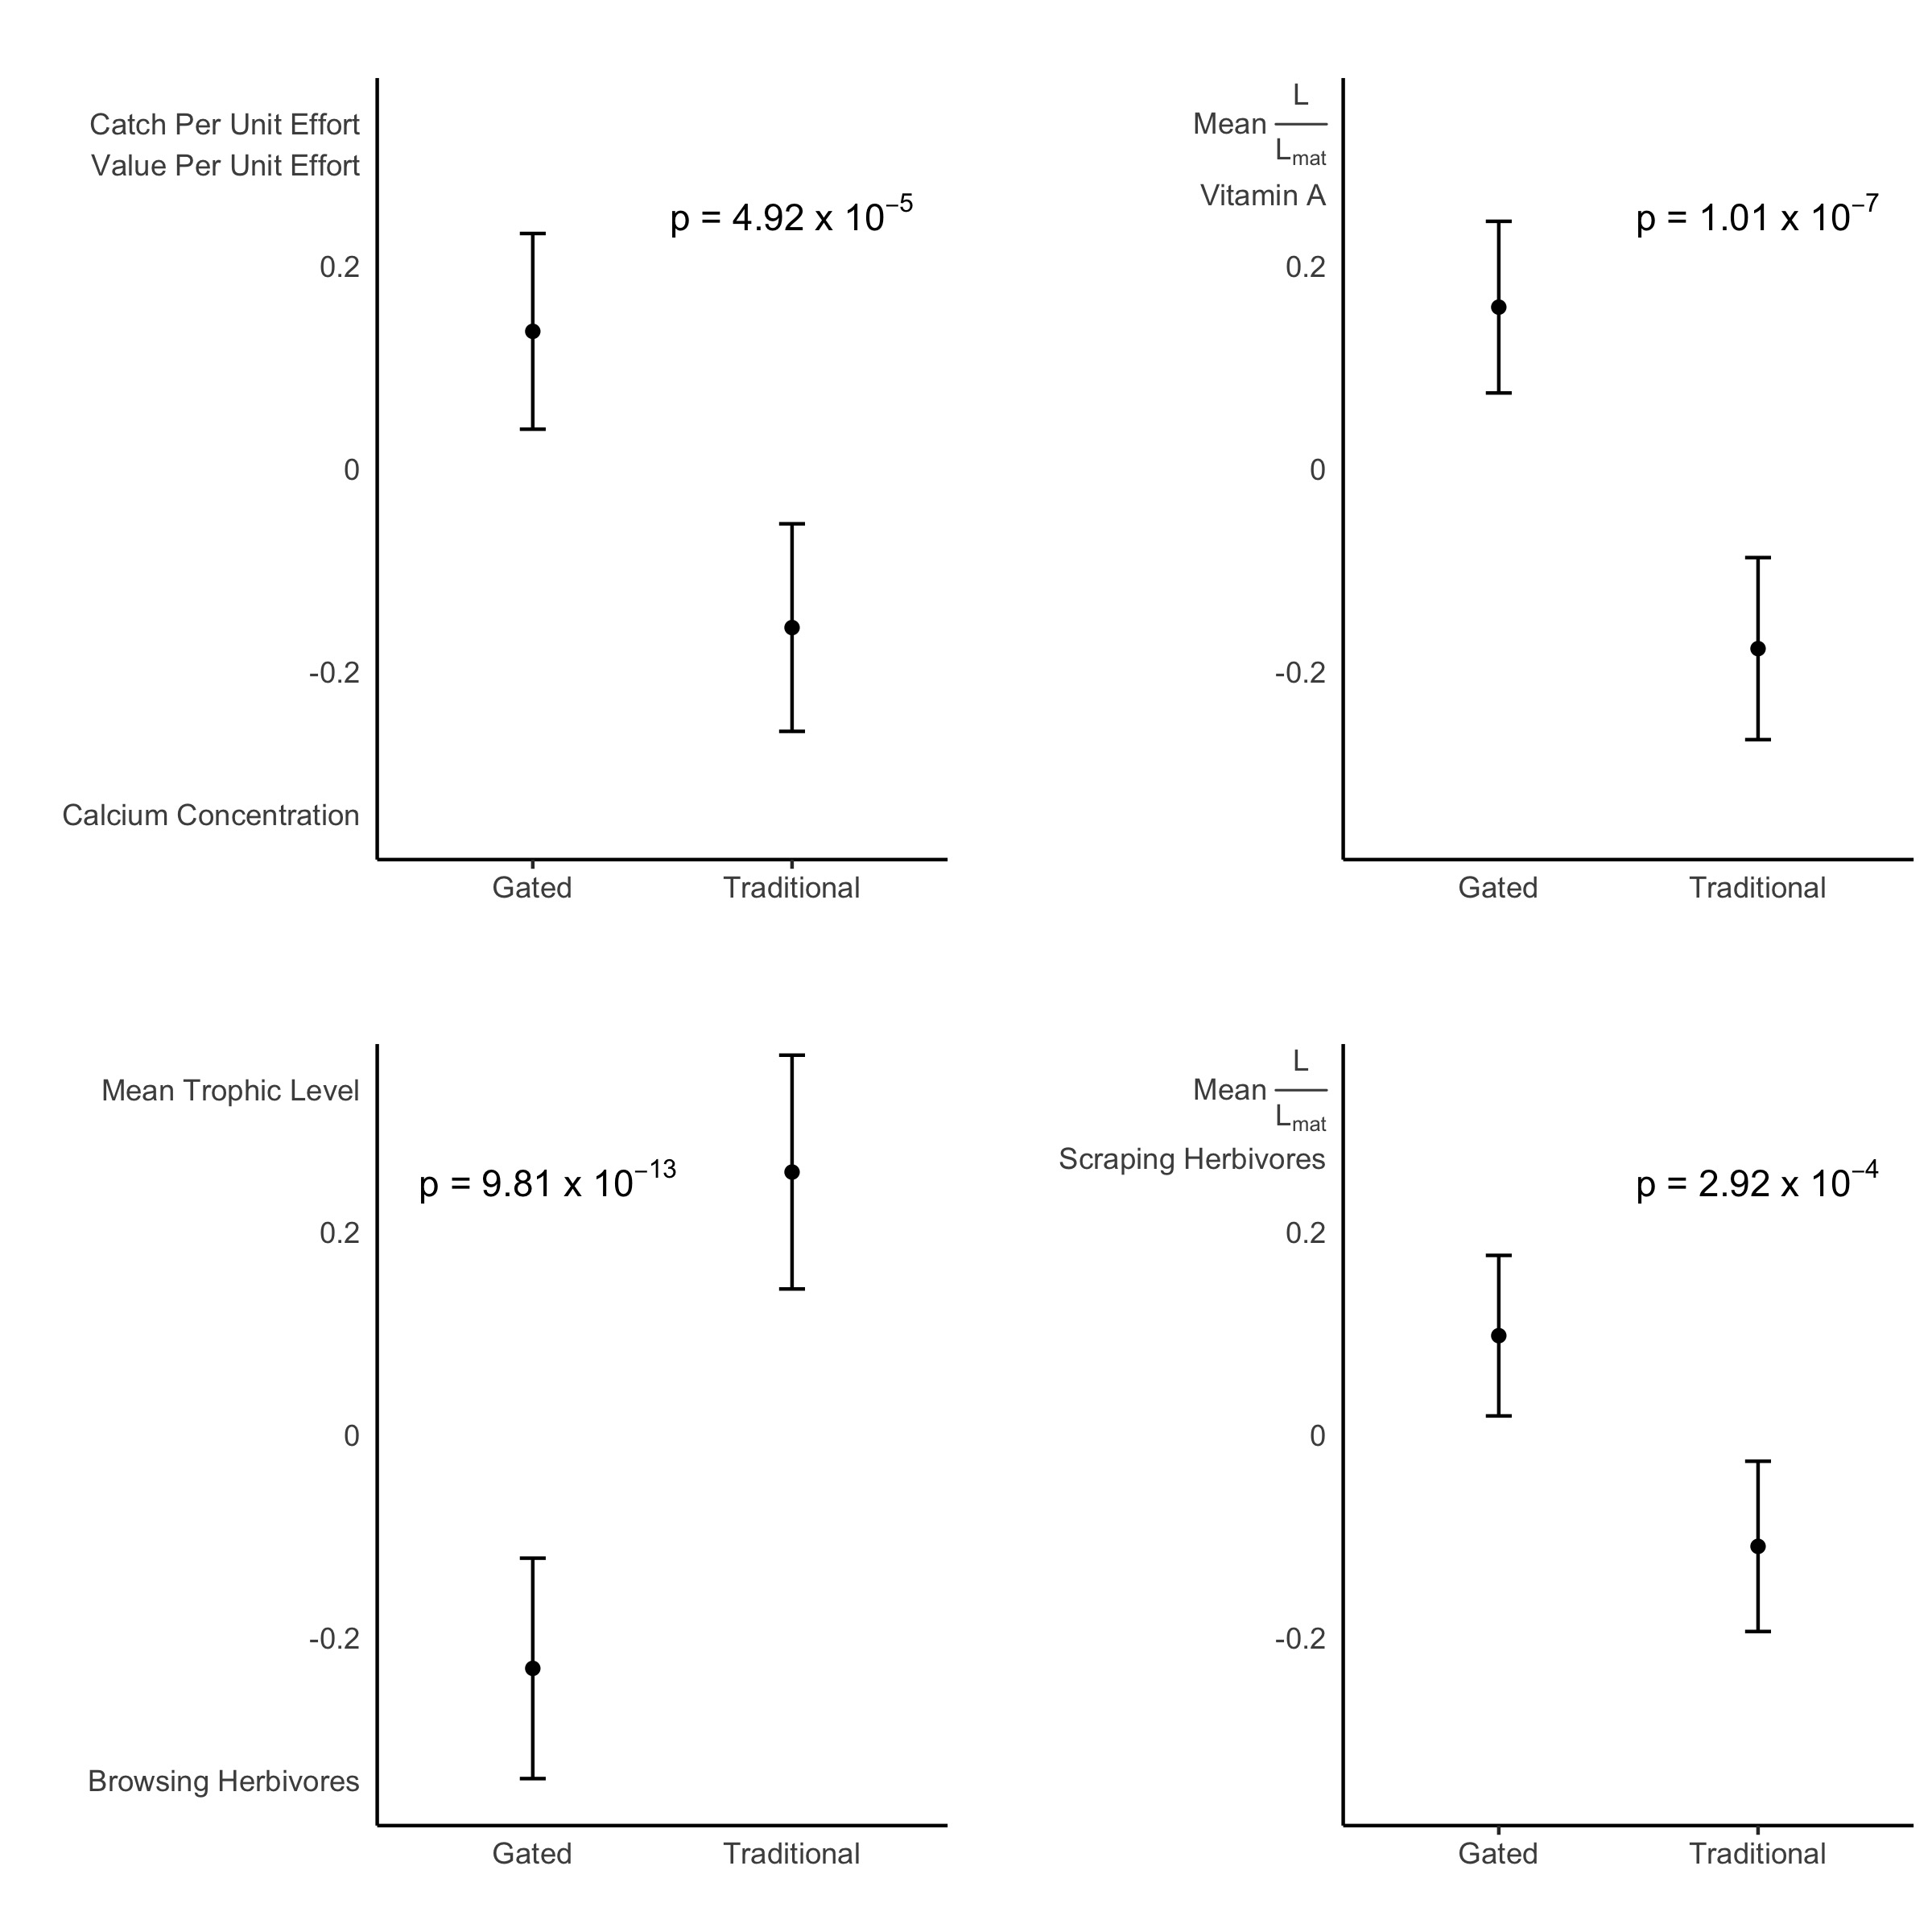 Catch Per Unit Effort
Value Per Unit Effort
p = 4.92 x 10⁻⁵
0.2
0
-0.2
Calcium Concentration
Gated Traditional
Mean L/Lmat
Vitamin A
p = 1.01 x 10⁻⁷
0.2
0
-0.2
Gated Traditional
Mean Trophic Level
p = 9.81 x 10⁻¹³
0.2
0
-0.2
Browsing Herbivores
Gated Traditional
Mean L/Lmat
Scraping Herbivores
p = 2.92 x 10⁻⁴
0.2
0
-0.2
Gated Traditional